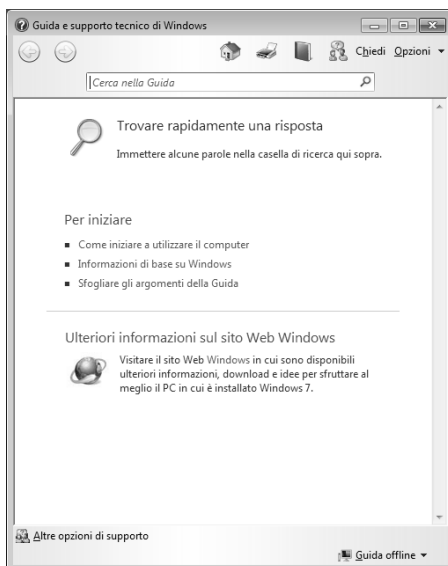 Guida e supporto tecnico di Windows
Chiedi Opzioni
Cerca nella Guida
Trovare rapidamente una risposta
Immettere alcune parole nella casella di ricerca qui sopra.
Per iniziare
Come iniziare a utilizzare il computer
Informazioni di base su Windows
Sfogliare gli argomenti della Guida
Ulteriori informazioni sul sito Web Windows
Visitare il sito Web Windows in cui sono disponibili
ulteriori informazioni, download e idee per sfruttare al
meglio il PC in cui è installato Windows 7.
Altre opzioni di supporto
Guida offline